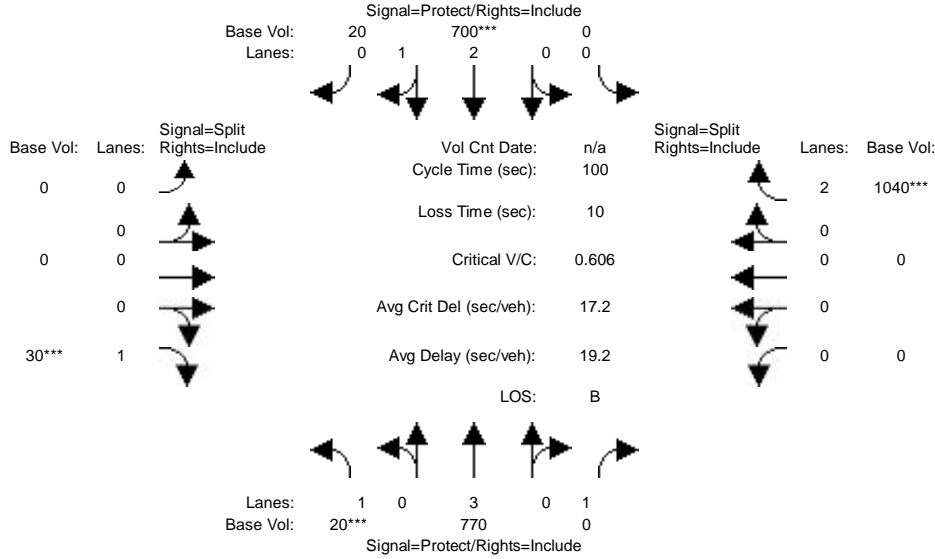 Signal=Protect/Rights=Include
Base Vol: 20 700*** 0
Lanes: 0 1 2 0 0
Signal=Split
Base Vol: Lanes: Rights=Include
Vol Cnt Date: n/a
Signal=Split
Rights=Include Lanes: Base Vol:
Cycle Time (sec): 100
0 0
2 1040***
Loss Time (sec): 10
0
0
0 0
Critical V/C: 0.606
0 0
0
Avg Crit Del (sec/veh): 17.2
0
30*** 1
Avg Delay (sec/veh): 19.2
0 0
LOS: B
Lanes: 1 0 3 0 1
Base Vol: 20*** 770 0
Signal=Protect/Rights=Include